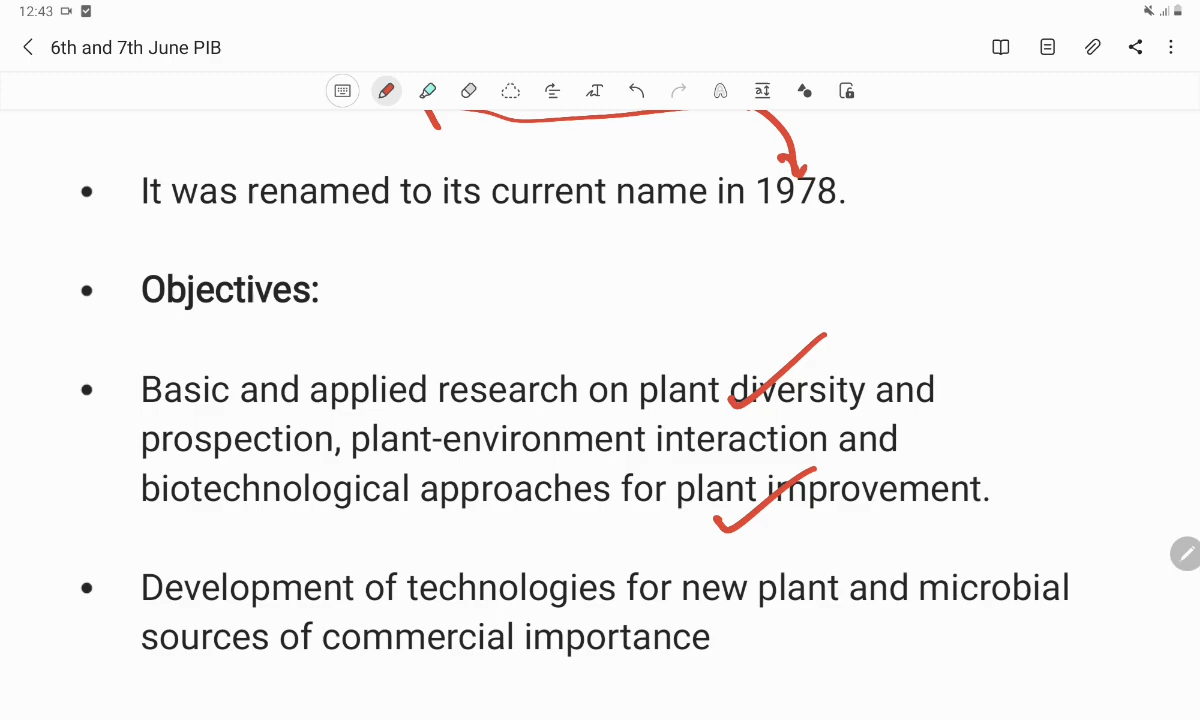 12:43
6th and 7th June PIB
• It was renamed to its current name in 1978.
• Objectives:
• Basic and applied research on plant diversity and
prospection, plant-environment interaction and
biotechnological approaches for plant improvement.
• Development of technologies for new plant and microbial
sources of commercial importance